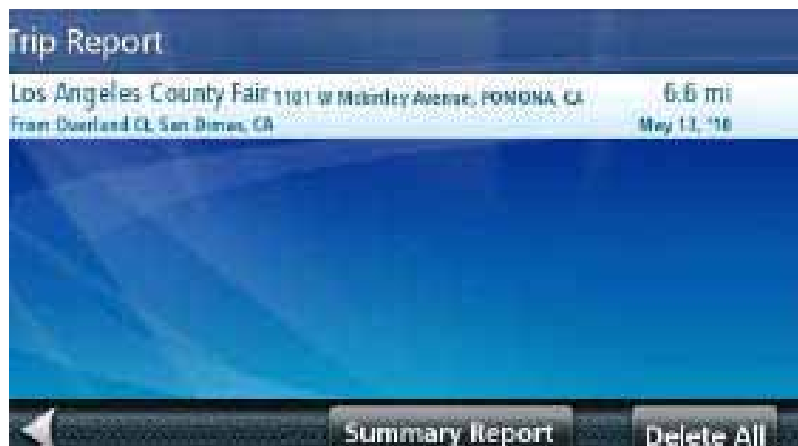 Trip Report
Los Angeles County Fair 1101 W Mckinley Avenue, POMONA, CA 6.6 mi
From Overland Ct, San Dimas, CA May 13, '10
Summary Report
Delete All